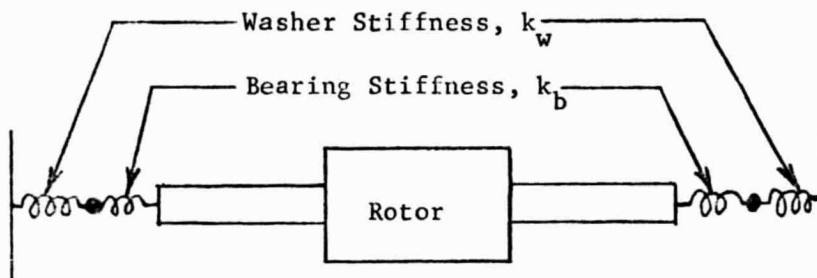 Washer Stiffness, k_w
Bearing Stiffness, k_b
Rotor